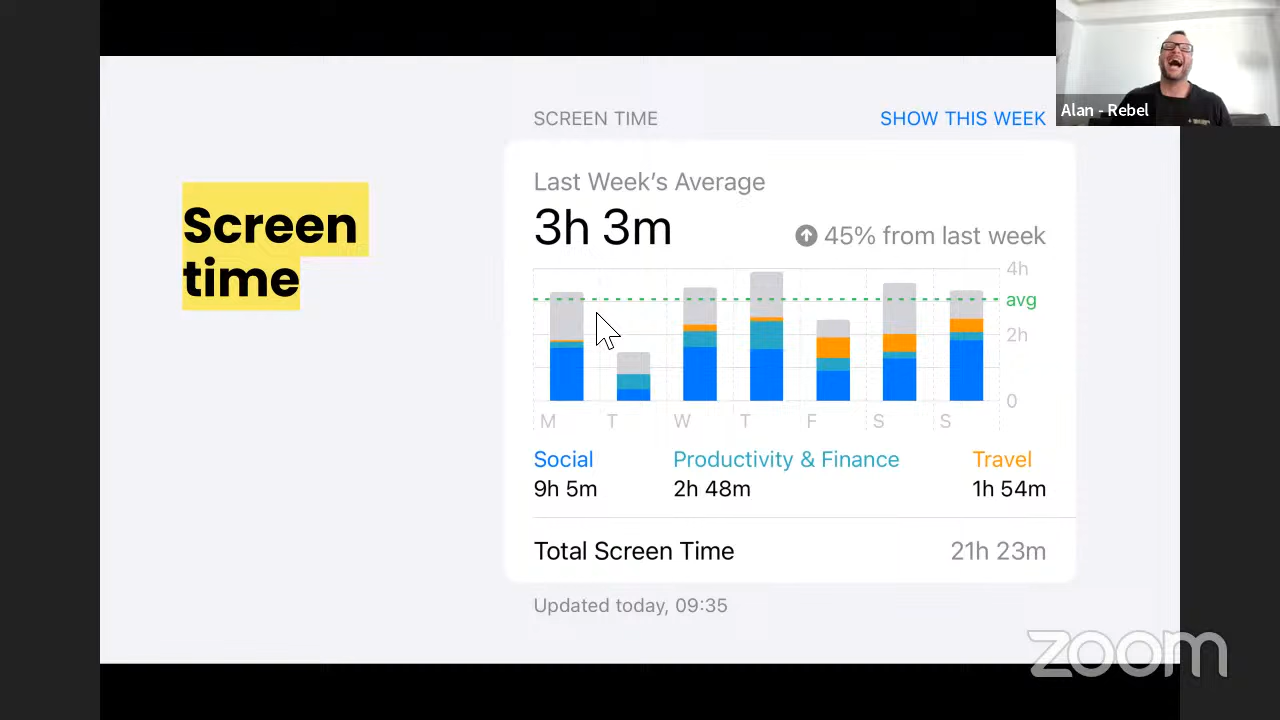 Alan - Rebel
SCREEN TIME
SHOW THIS WEEK
Screen
time
Last Week's Average
3h 3m
45% from last week
4h
avg
2h
0
M T W T F S S
Social Productivity & Finance Travel
9h 5m 2h 48m 1h 54m
Total Screen Time 21h 23m
Updated today, 09:35
zoom